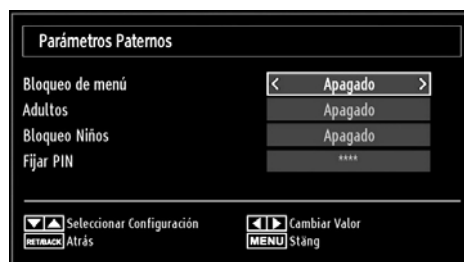 Parámetros Paternos
Bloqueo de menú < Apagado >
Adultos Apagado
Bloqueo Niños Apagado
Fijar PIN ****
Seleccionar Configuración Cambiar Valor
RET/BACK Atrás MENU Stäng